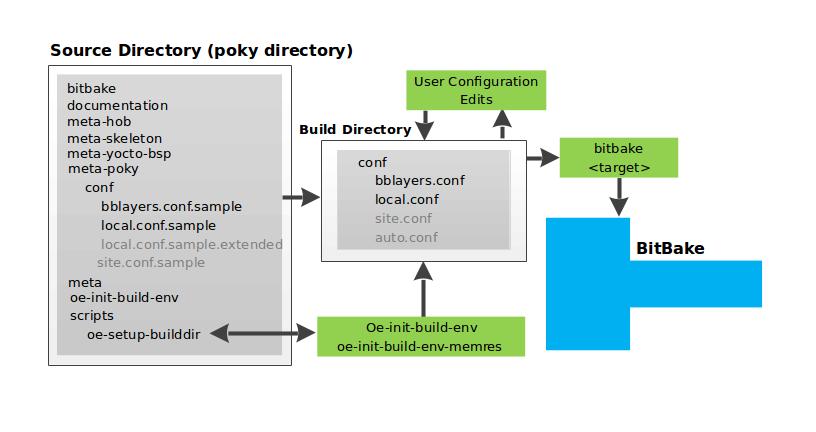 Source Directory (poky directory)
bitbake
documentation
meta-hob
meta-skeleton
meta-yocto-bsp
meta-poky
conf
bblayers.conf.sample
local.conf.sample
local.conf.sample.extended
site.conf.sample
meta
oe-init-build-env
scripts
oe-setup-builddir
User Configuration
Edits
Build Directory
conf
bblayers.conf
local.conf
site.conf
auto.conf
Oe-init-build-env
oe-init-build-env-memres
bitbake
<target>
BitBake